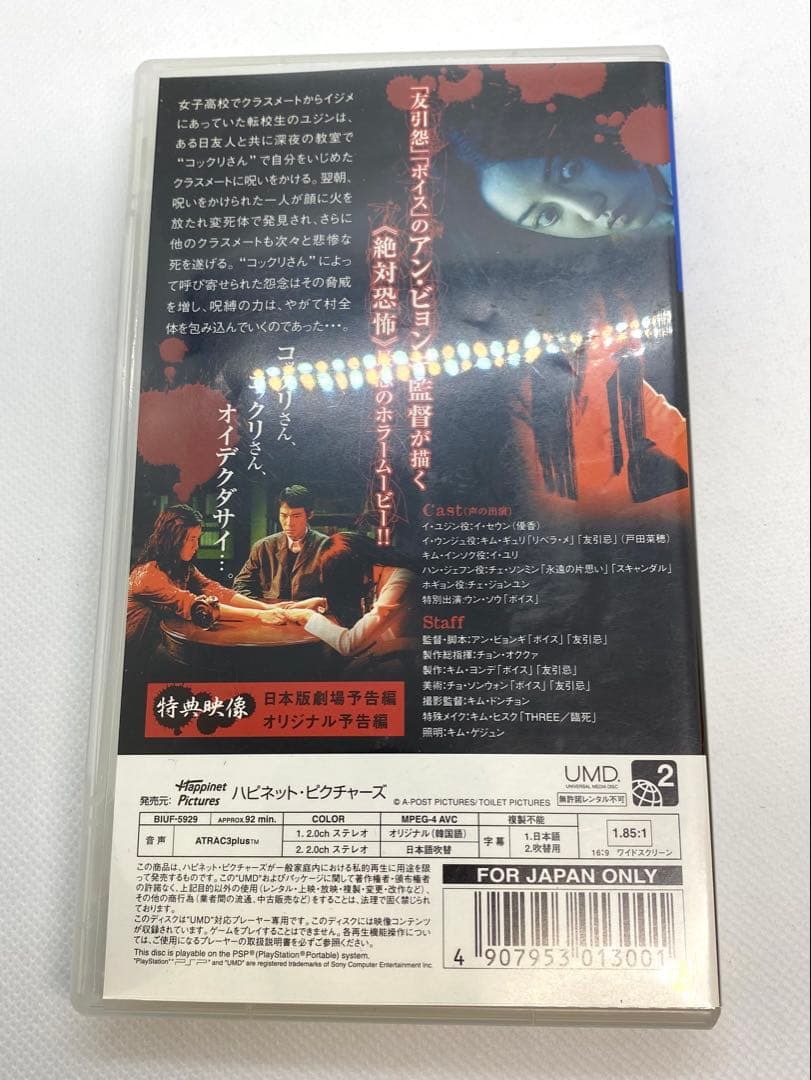 女子高校でクラスメートからイジメ
にあっていた転校生のユジンは、
ある日友人と共に深夜の教室で
“コックリさん”で自分をいじめた
クラスメートに呪いをかける。翌朝、
呪いをかけられた一人が顔に火を
放たれ変死体で発見され、さらに
他のクラスメートも次々と悲惨な
死を遂げる。“コックリさん”によっ
て呼び寄せられた怨念はその脅威
を増し、呪縛の力は、やがて村全
体を包み込んでいくのであった・・・。
「友引怨」「ボイス」のアン・ビョン 監督が描く
《絶対恐怖》 のホラームービー!!
コックリさん、
コックリさん、
オイデクダサイ…。
Cast(声の出演)
イ・ユジン役:イ・セウン(優香)
イ・ウンジュ役:キム・ギュリ「リベラ・メ」「友引忌」(戸田菜穂)
キム・インソク役:イ・ユリ
ハン・ジェフン役:チェ・ソンミン「永遠の片思い」「スキャンダル」
ホギョン役:チェ・ジョンユン
特別出演:ウン・ソウ「ボイス」
Staff
監督・脚本:アン・ビョンギ「ボイス」「友引忌」
製作総指揮:チョン・オククァ
製作:キム・ヨンデ「ボイス」「友引忌」
美術:チョ・ソンウォン「ボイス」「友引忌」
撮影監督:キム・ドンチョン
特殊メイク:キム・ヒスク「THREE/臨死」
照明:キム・ゲジュン
特典映像
日本版劇場予告編
オリジナル予告編
発売元: Happinet Pictures ハピネット・ピクチャーズ
© A-POST PICTURES/TOILET PICTURES
UMD.
UNIVERSAL MEDIA DISC
無許諾レンタル不可
2
BIUF-5929 APPROX.92 min. COLOR MPEG-4 AVC 複製不能
音声 ATRAC3plus™ 1. 2.0ch ステレオ オリジナル(韓国語) 字幕 1.日本語 1.85:1
2. 2.0ch ステレオ 日本語吹替 2.吹替用 16:9 ワイドスクリーン
この商品は、ハピネット・ピクチャーズが一般家庭内における私的再生に用途を限っ
て発売するものです。この"UMD"およびパッケージに関して著作権者・頒布権者等
の許諾なく、上記目的以外の使用(レンタル・上映・放映・複製・変更・改作など)、
その他の商行為(業者間の流通、中古販売など)をすることは、法理で固く禁じられ
ております。
このディスクは"UMD"対応プレーヤー専用です。このディスクには映像コンテンツ
が収録されています。ゲームをプレイすることはできません。各再生機能操作につい
ては、ご使用になるプレーヤーの取扱説明書を必ずご参照ください。
This disc is playable on the PSP®(PlayStation®Portable) system.
"PlayStation" "PSP" and "UMD" are registered trademarks of Sony Computer Entertainment Inc.
FOR JAPAN ONLY
4 907953 013001